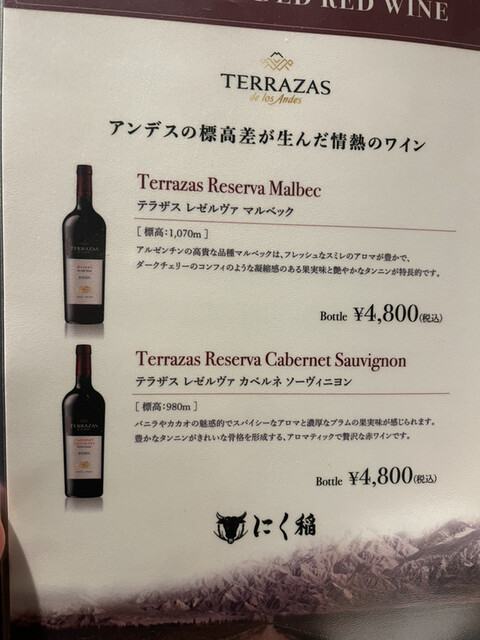 RED WINE
TERRAZAS
de los Andes
アンデスの標高差が生んだ情熱のワイン
Terrazas Reserva Malbec
テラザス レゼルヴァ マルベック
[ 標高:1,070m ]
アルゼンチンの高貴な品種マルベックは、フレッシュなスミレのアロマが豊かで、
ダークチェリーのコンフィのような凝縮感のある果実味と艶やかなタンニンが特長的です。
Bottle ¥4,800(税込)
Terrazas Reserva Cabernet Sauvignon
テラザス レゼルヴァ カベルネ ソーヴィニヨン
[ 標高:980m ]
バニラやカカオの魅惑的でスパイシーなアロマと濃厚なプラムの果実味が感じられます。
豊かなタンニンがきれいな骨格を形成する、アロマティックで贅沢な赤ワインです。
Bottle ¥4,800(税込)
にく稲
TERRAZAS
TERRAZAS